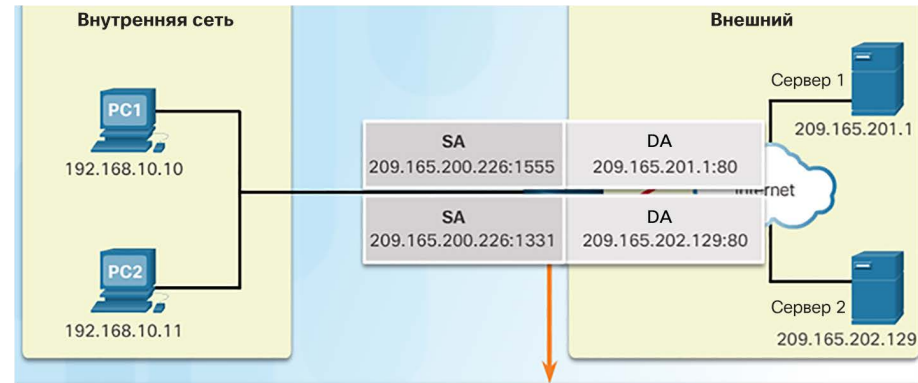 Внутренняя сеть
Внешний
Сервер 1
PC1
209.165.201.1
SA
DA
192.168.10.10
209.165.200.226:1555
209.165.201.1:80
SA
DA
209.165.200.226:1331
209.165.202.129:80
PC2
Сервер 2
192.168.10.11
209.165.202.129